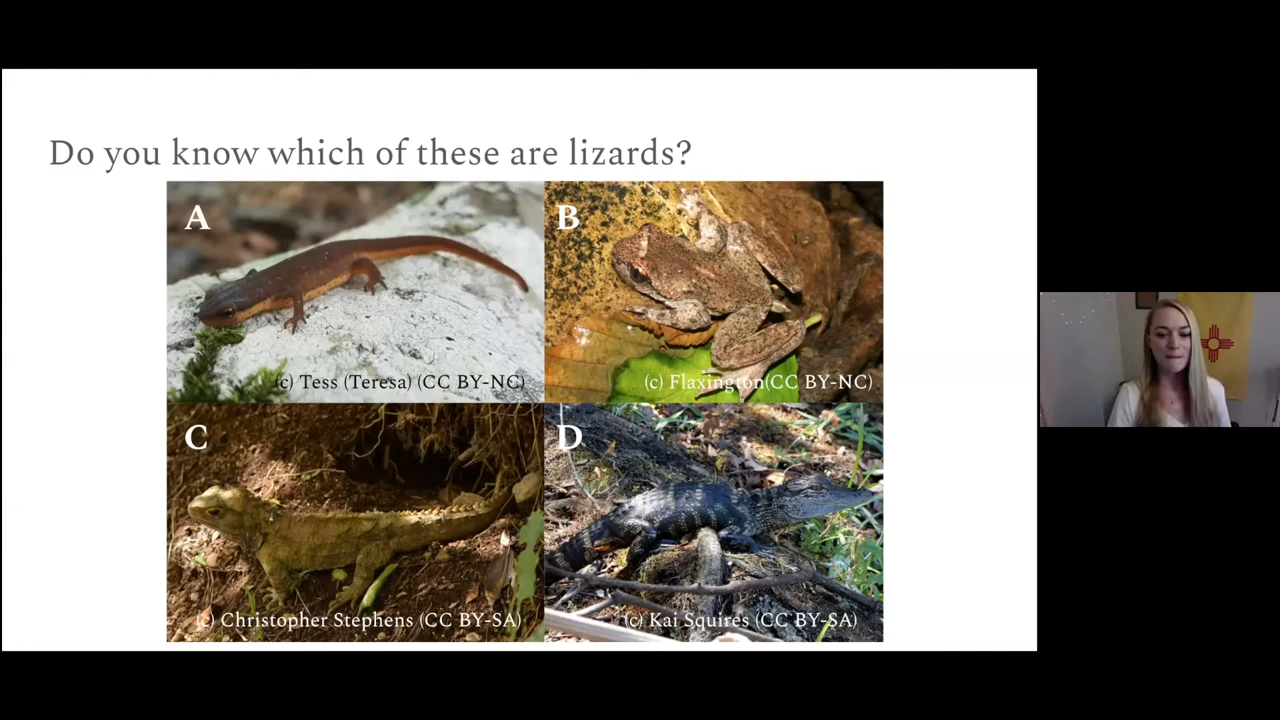 Do you know which of these are lizards?
A
B
(c) Tess (Teresa) (CC BY-NC)
(c) Flaxington(CC BY-NC)
C
D
(c) Christopher Stephens (CC BY-SA)
(c) Kai Squires (CC BY-SA)